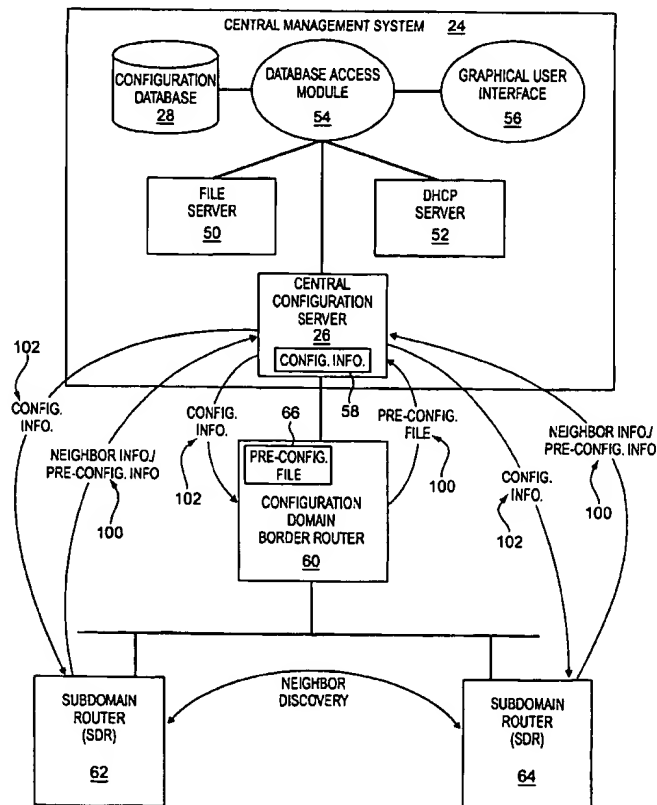 CENTRAL MANAGEMENT SYSTEM 24
CONFIGURATION
DATABASE
28
DATABASE ACCESS
MODULE
54
GRAPHICAL USER
INTERFACE
56
FILE
SERVER
50
DHCP
SERVER
52
CENTRAL
CONFIGURATION
SERVER
26
CONFIG. INFO.
58
102
CONFIG.
INFO.
NEIGHBOR INFO./
PRE-CONFIG. INFO
100
CONFIG.
INFO.
102
66
PRE-CONFIG.
FILE
CONFIGURATION
DOMAIN
BORDER ROUTER
60
PRE-CONFIG.
FILE
100
CONFIG.
INFO.
102
NEIGHBOR INFO./
PRE-CONFIG. INFO
100
SUBDOMAIN
ROUTER
(SDR)
62
NEIGHBOR
DISCOVERY
SUBDOMAIN
ROUTER
(SDR)
64